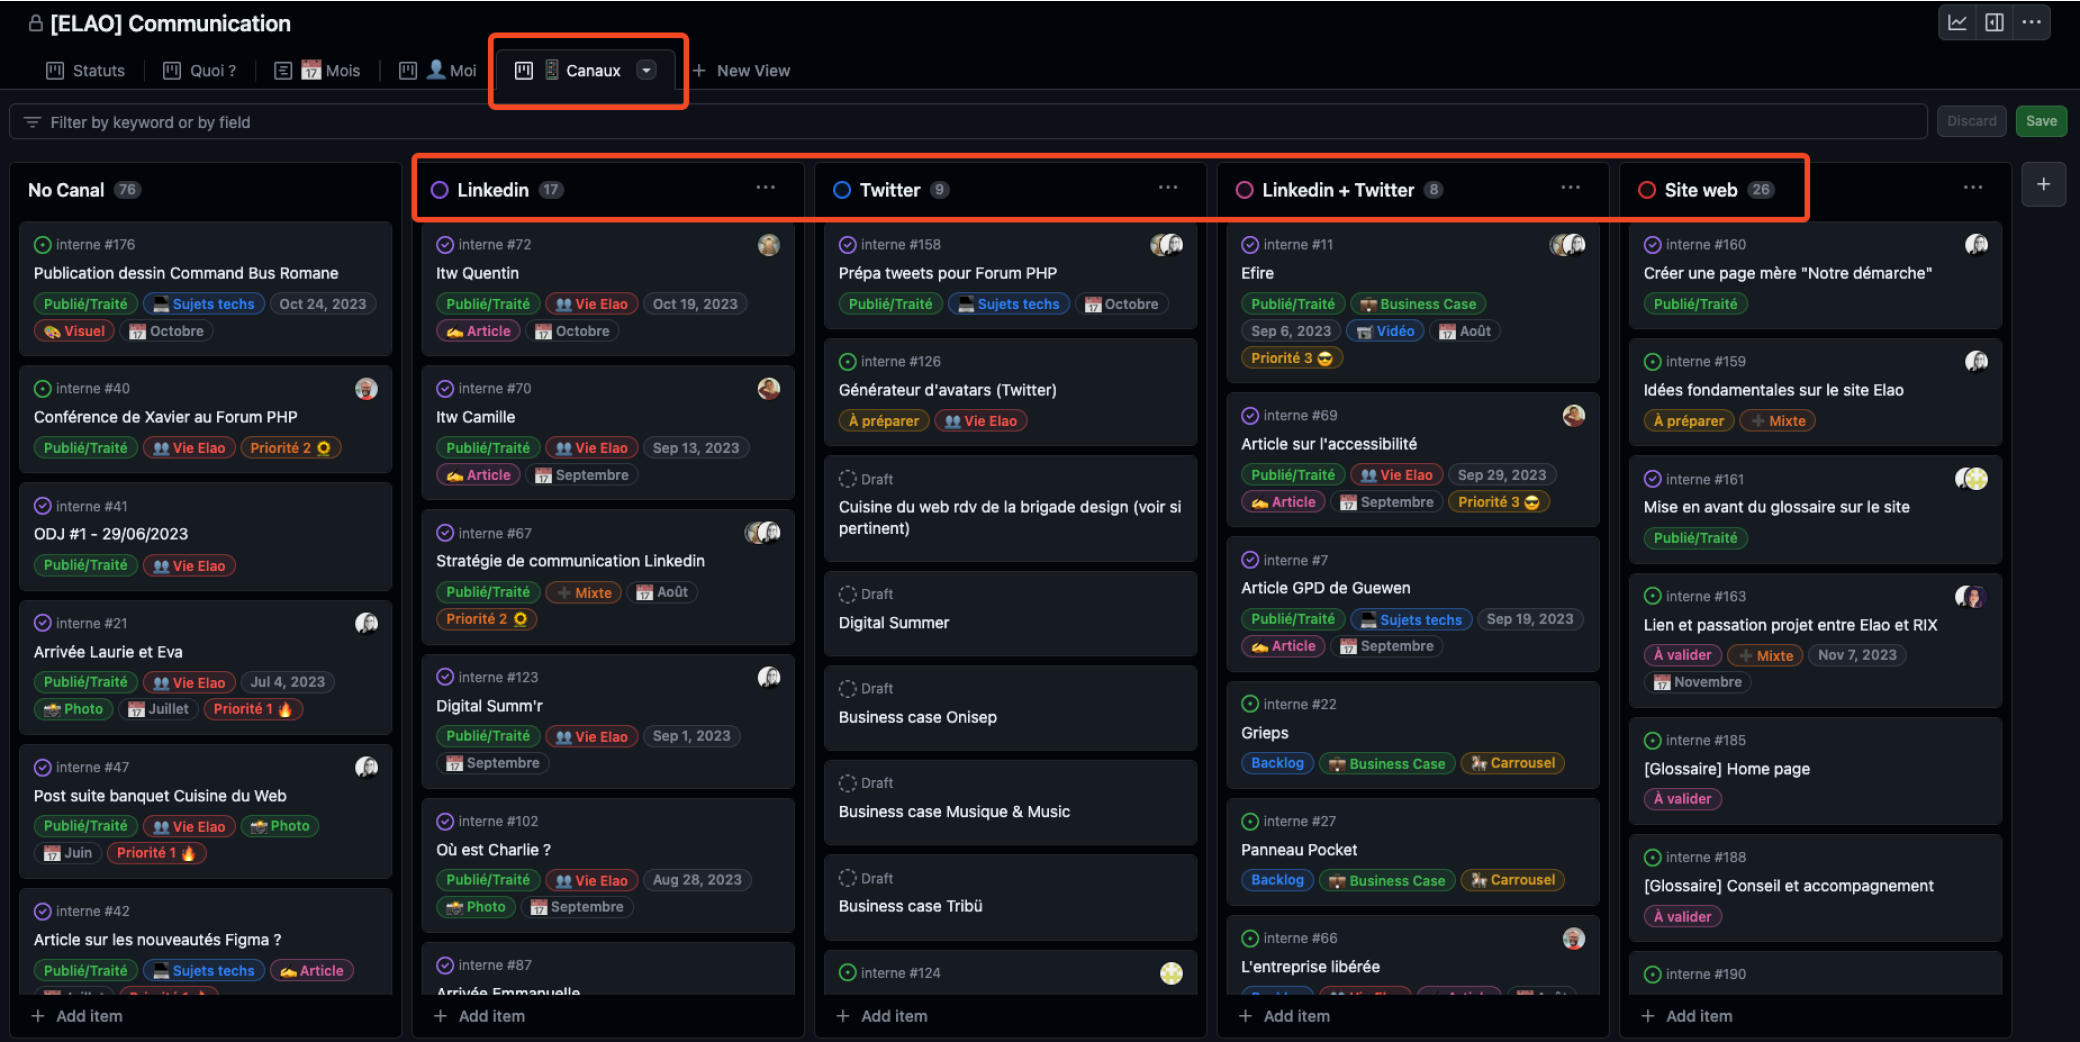 [ELAO] Communication
Statuts
Quoi ?
Mois
Moi
Canaux
New View
Filter by keyword or by field
Discard
Save
No Canal 76
interne #176
Publication dessin Command Bus Romane
Publié/Traité Sujets techs Oct 24, 2023
Visuel Octobre
interne #40
Conférence de Xavier au Forum PHP
Publié/Traité Vie Elao Priorité 2
interne #41
ODJ #1 - 29/06/2023
Publié/Traité Vie Elao
interne #21
Arrivée Laurie et Eva
Publié/Traité Vie Elao Jul 4, 2023
Photo Juillet Priorité 1
interne #47
Post suite banquet Cuisine du Web
Publié/Traité Vie Elao Photo
Juin Priorité 1
interne #42
Article sur les nouveautés Figma ?
Publié/Traité Sujets techs Article
Add item
Linkedin 17
interne #72
Itw Quentin
Publié/Traité Vie Elao Oct 19, 2023
Article Octobre
interne #70
Itw Camille
Publié/Traité Vie Elao Sep 13, 2023
Article Septembre
interne #67
Stratégie de communication Linkedin
Publié/Traité Mixte Août
Priorité 2
interne #123
Digital Summ'r
Publié/Traité Vie Elao Sep 1, 2023
Septembre
interne #102
Où est Charlie ?
Publié/Traité Vie Elao Aug 28, 2023
Photo Septembre
interne #87
Arrivée Emmanuelle
Add item
Twitter 9
interne #158
Prépa tweets pour Forum PHP
Publié/Traité Sujets techs Octobre
interne #126
Générateur d'avatars (Twitter)
À préparer Vie Elao
Draft
Cuisine du web rdv de la brigade design (voir si
pertinent)
Draft
Digital Summer
Draft
Business case Onisep
Draft
Business case Musique & Music
Draft
Business case Tribü
interne #124
Add item
Linkedin + Twitter 8
interne #11
Efire
Publié/Traité Business Case
Sep 6, 2023 Vidéo Août
Priorité 3
interne #69
Article sur l'accessibilité
Publié/Traité Vie Elao Sep 29, 2023
Article Septembre Priorité 3
interne #7
Article GPD de Guewen
Publié/Traité Sujets techs Sep 19, 2023
Article Septembre
interne #22
Grieps
Backlog Business Case Carrousel
interne #27
Panneau Pocket
Backlog Business Case Carrousel
interne #66
L'entreprise libérée
Add item
Site web 26
interne #160
Créer une page mère "Notre démarche"
Publié/Traité
interne #159
Idées fondamentales sur le site Elao
À préparer Mixte
interne #161
Mise en avant du glossaire sur le site
Publié/Traité
interne #163
Lien et passation projet entre Elao et RIX
À valider Mixte Nov 7, 2023
Novembre
interne #185
[Glossaire] Home page
À valider
interne #188
[Glossaire] Conseil et accompagnement
À valider
interne #190
Add item